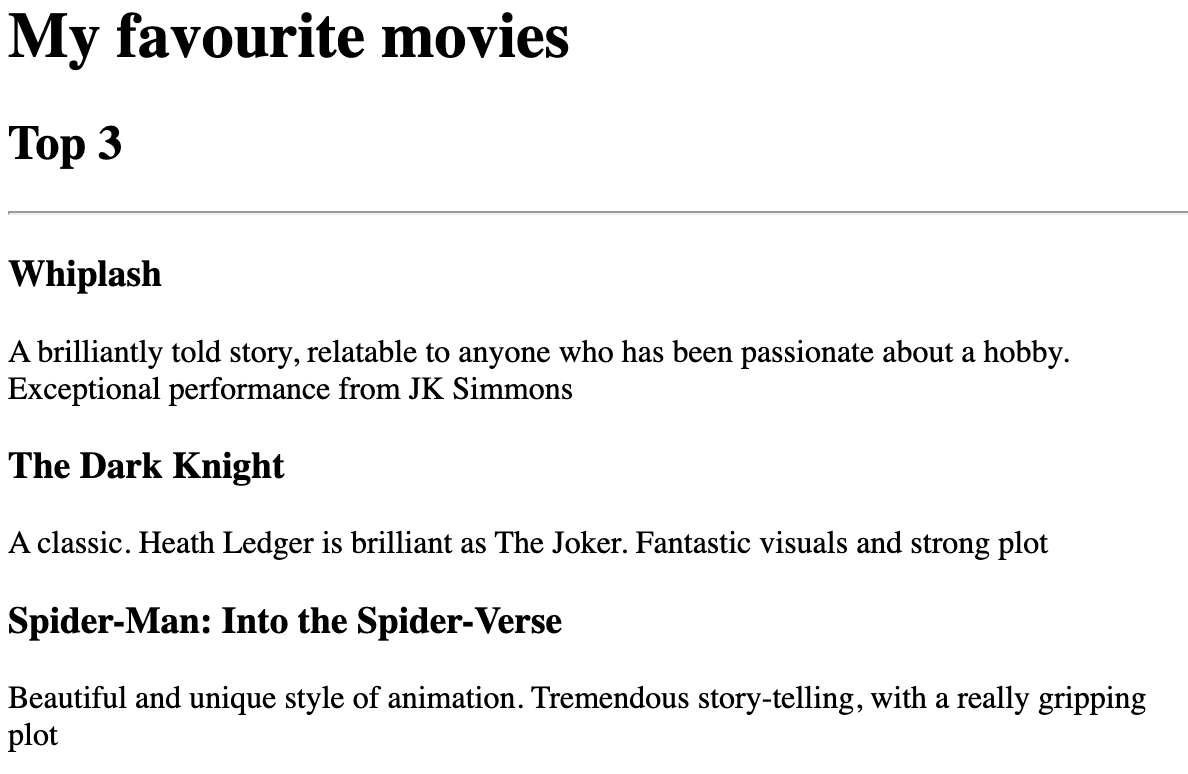 My favourite movies
Top 3
Whiplash
A brilliantly told story, relatable to anyone who has been passionate about a hobby.
Exceptional performance from JK Simmons
The Dark Knight
A classic. Heath Ledger is brilliant as The Joker. Fantastic visuals and strong plot
Spider-Man: Into the Spider-Verse
Beautiful and unique style of animation. Tremendous story-telling, with a really gripping
plot